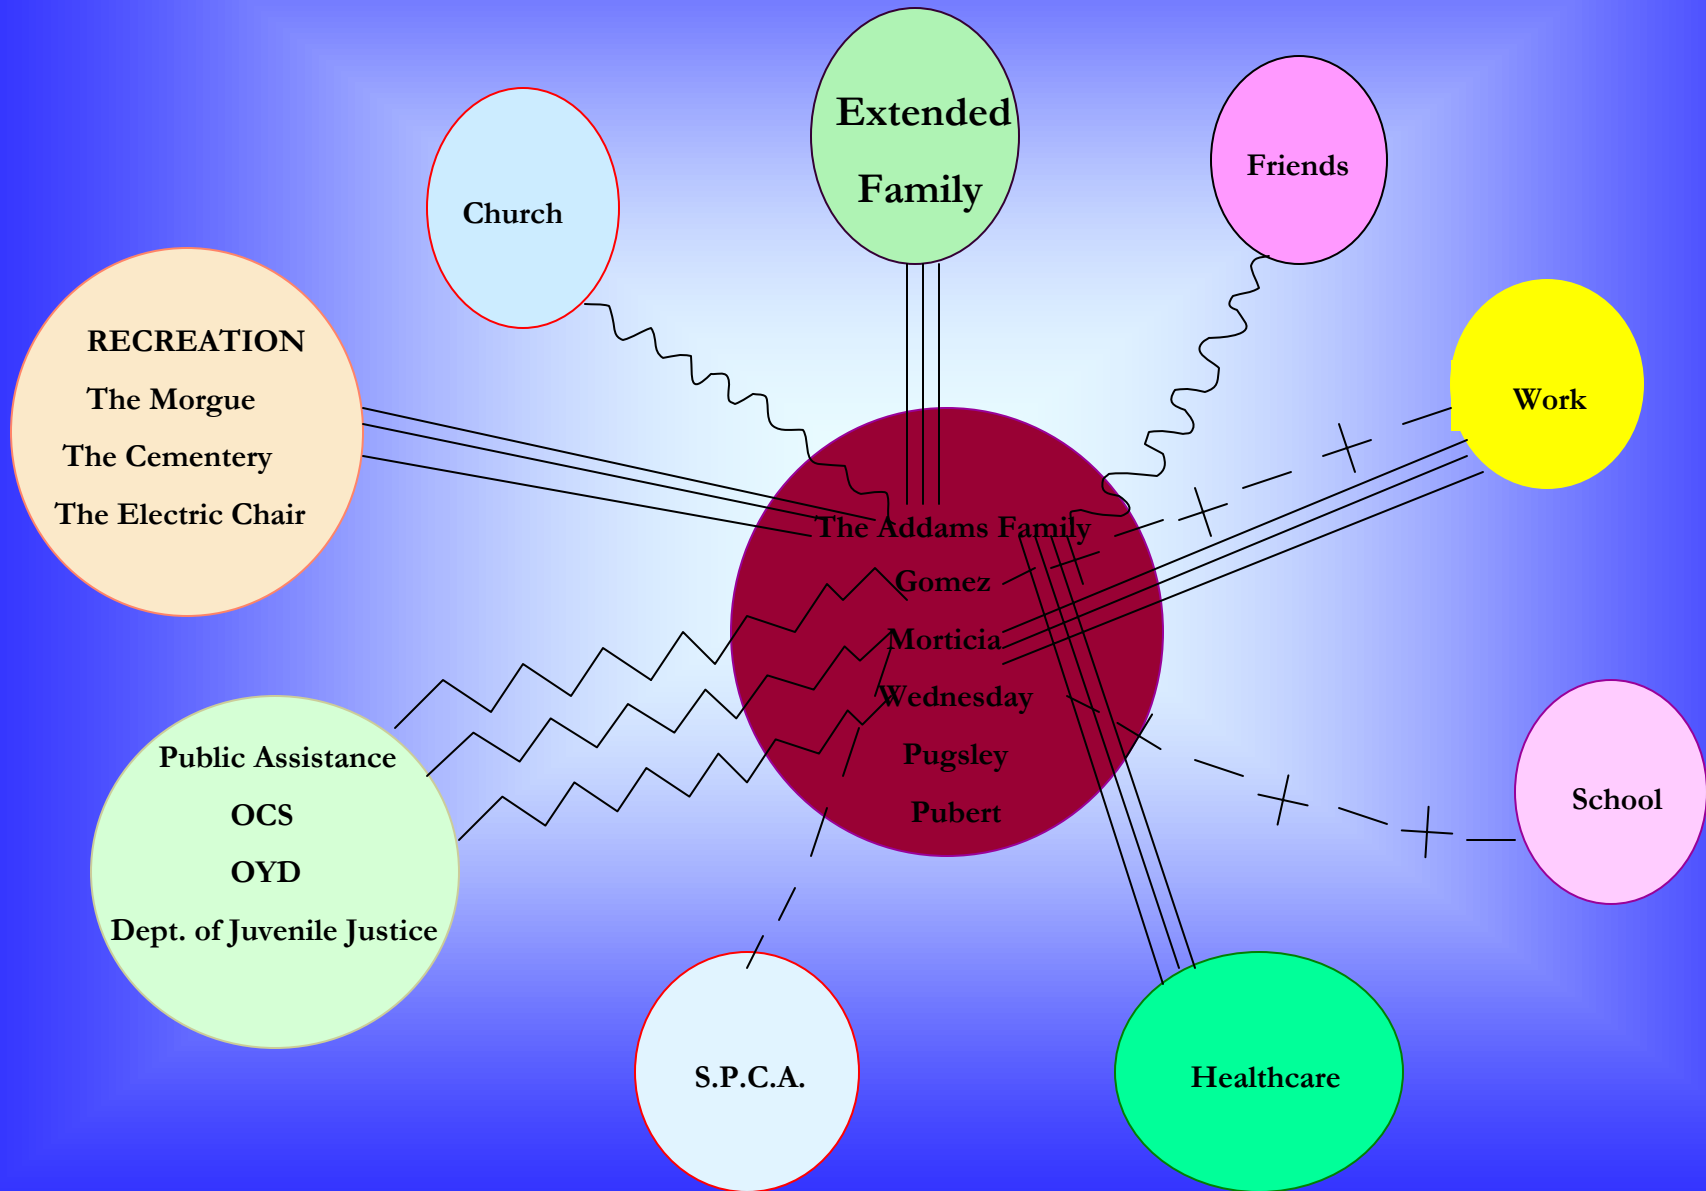 Extended
Family
Friends
Church
RECREATION
The Morgue
The Cementery
The Electric Chair
Work
The Addams Family
Gomez
Morticia
Wednesday
Pugsley
Pubert
Public Assistance
OCS
OYD
Dept. of Juvenile Justice
School
S.P.C.A.
Healthcare